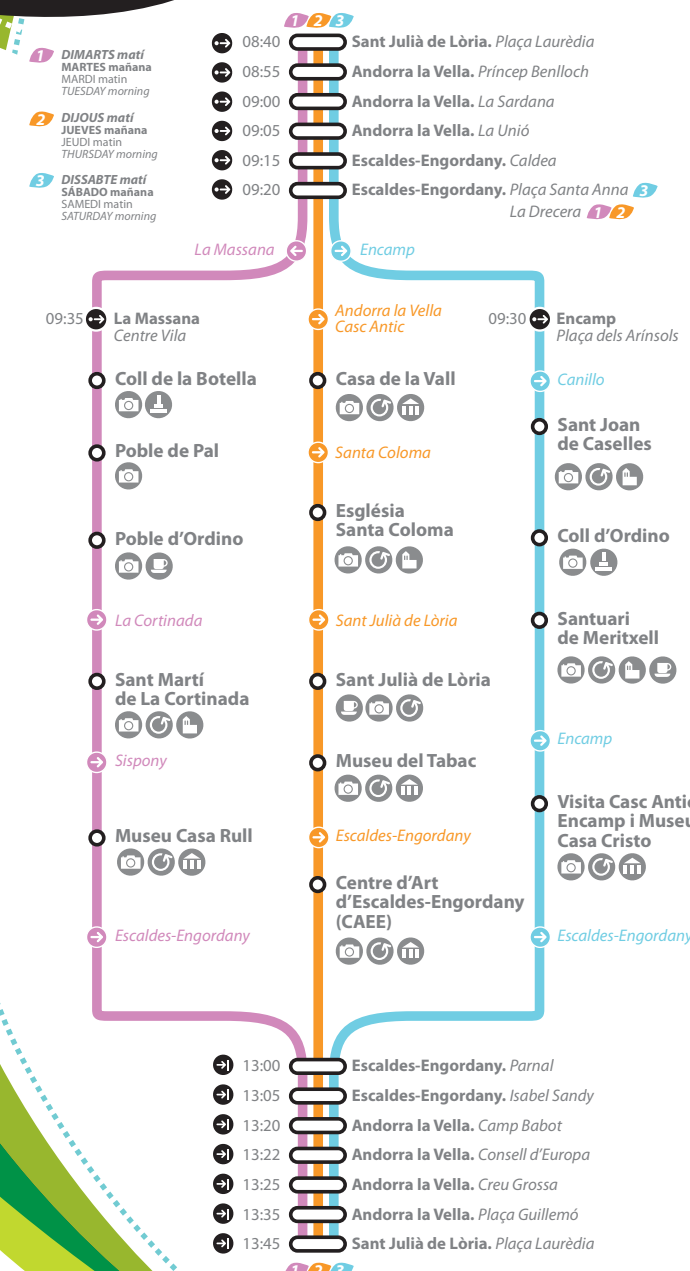 1 2 3
1 DIMARTS matí
MARTES mañana
MARDI matin
TUESDAY morning
2 DIJOUS matí
JUEVES mañana
JEUDI matin
THURSDAY morning
3 DISSABTE matí
SÁBADO mañana
SAMEDI matin
SATURDAY morning
08:40 Sant Julià de Lòria. Plaça Laurèdia
08:55 Andorra la Vella. Príncep Benlloch
09:00 Andorra la Vella. La Sardana
09:05 Andorra la Vella. La Unió
09:15 Escaldes-Engordany. Caldea
09:20 Escaldes-Engordany. Plaça Santa Anna 3
La Drecera 1 2
La Massana
09:35 La Massana
Centre Vila
Coll de la Botella
Poble de Pal
Poble d’Ordino
La Cortinada
Sant Martí
de La Cortinada
Sispony
Museu Casa Rull
Escaldes-Engordany
Andorra la Vella
Casc Antic
Casa de la Vall
Santa Coloma
Església
Santa Coloma
Sant Julià de Lòria
Sant Julià de Lòria
Museu del Tabac
Escaldes-Engordany
Centre d’Art
d’Escaldes-Engordany
(CAEE)
Encamp
09:30 Encamp
Plaça dels Arínsols
Canillo
Sant Joan
de Caselles
Coll d’Ordino
Santuari
de Meritxell
Encamp
Visita Casc Antic
Encamp i Museu
Casa Cristo
Escaldes-Engordany
13:00 Escaldes-Engordany. Parnal
13:05 Escaldes-Engordany. Isabel Sandy
13:20 Andorra la Vella. Camp Babot
13:22 Andorra la Vella. Consell d’Europa
13:25 Andorra la Vella. Creu Grossa
13:35 Andorra la Vella. Plaça Guillemó
13:45 Sant Julià de Lòria. Plaça Laurèdia
1 2 3